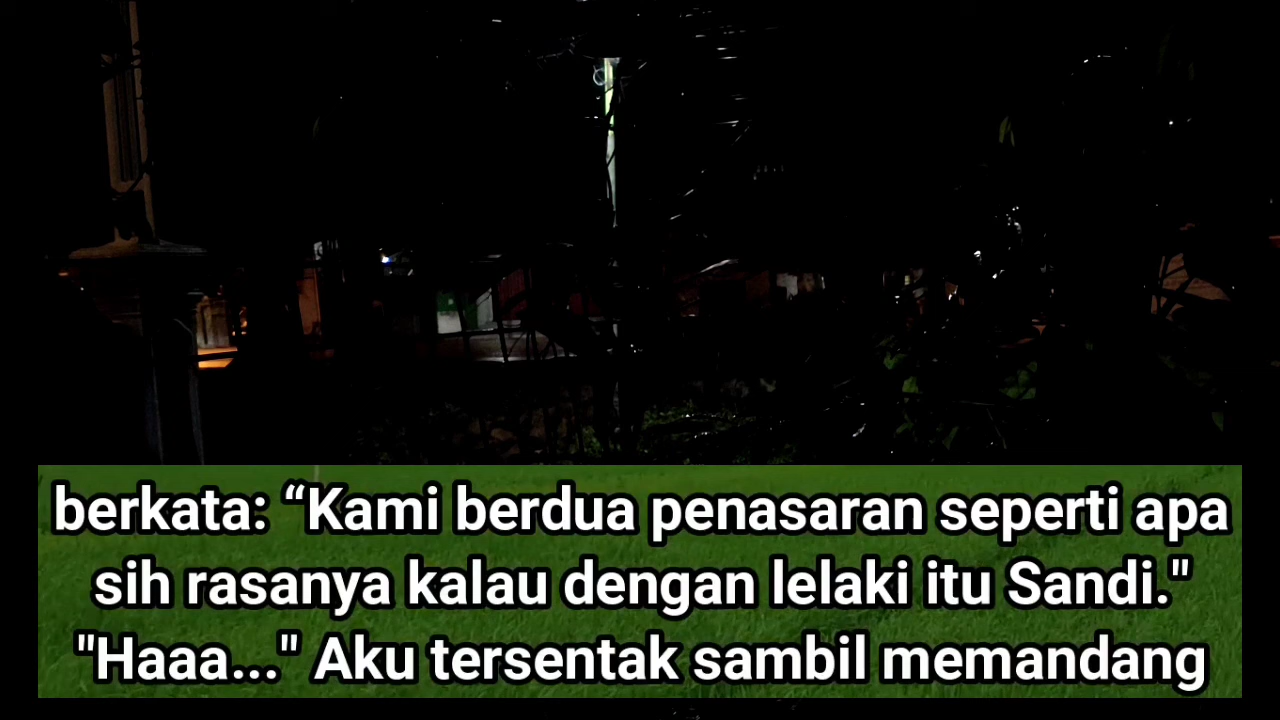 berkata: “Kami berdua penasaran seperti apa
sih rasanya kalau dengan lelaki itu Sandi."
"Haaa..." Aku tersentak sambil memandang